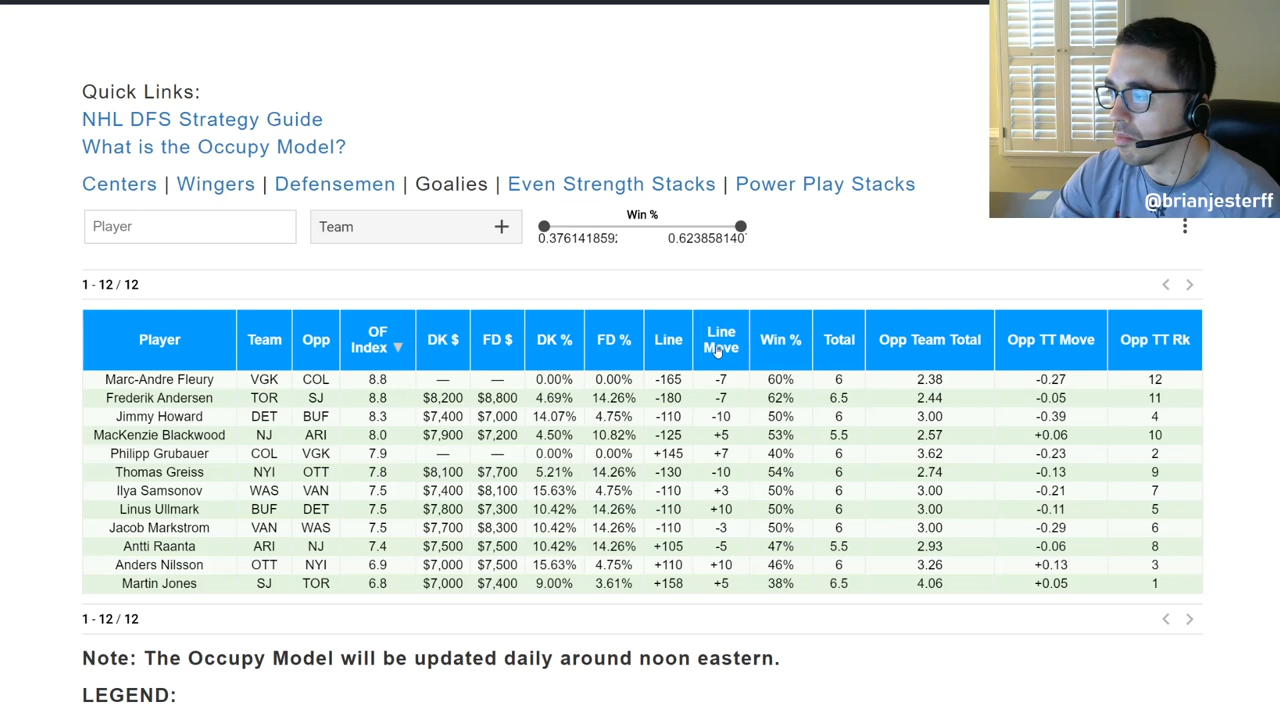 Quick Links:
NHL DFS Strategy Guide
What is the Occupy Model?
Centers | Wingers | Defensemen | Goalies | Even Strength Stacks | Power Play Stacks
@brianjesterff
Player Team + Win %
0.376141859 0.623858140
1 - 12 / 12
Player Team Opp OF Index DK $ FD $ DK % FD % Line Line Move Win % Total Opp Team Total Opp TT Move Opp TT Rk
Marc-Andre Fleury VGK COL 8.8 — — 0.00% 0.00% -165 -7 60% 6 2.38 -0.27 12
Frederik Andersen TOR SJ 8.8 $8,200 $8,800 4.69% 14.26% -180 -7 62% 6.5 2.44 -0.05 11
Jimmy Howard DET BUF 8.3 $7,400 $7,000 14.07% 4.75% -110 -10 50% 6 3.00 -0.39 4
MacKenzie Blackwood NJ ARI 8.0 $7,900 $7,200 4.50% 10.82% -125 +5 53% 5.5 2.57 +0.06 10
Philipp Grubauer COL VGK 7.9 — — 0.00% 0.00% +145 +7 40% 6 3.62 -0.23 2
Thomas Greiss NYI OTT 7.8 $8,100 $7,700 5.21% 14.26% -130 -10 54% 6 2.74 -0.13 9
Ilya Samsonov WAS VAN 7.5 $7,400 $8,100 15.63% 4.75% -110 +3 50% 6 3.00 -0.21 7
Linus Ullmark BUF DET 7.5 $7,800 $7,300 10.42% 14.26% -110 +10 50% 6 3.00 -0.11 5
Jacob Markstrom VAN WAS 7.5 $7,700 $8,300 10.42% 14.26% -110 -3 50% 6 3.00 -0.29 6
Antti Raanta ARI NJ 7.4 $7,500 $7,500 10.42% 14.26% +105 -5 47% 5.5 2.93 -0.06 8
Anders Nilsson OTT NYI 6.9 $7,000 $7,500 15.63% 4.75% +110 +10 46% 6 3.26 +0.13 3
Martin Jones SJ TOR 6.8 $7,000 $7,400 9.00% 3.61% +158 +5 38% 6.5 4.06 +0.05 1
1 - 12 / 12
Note: The Occupy Model will be updated daily around noon eastern.
LEGEND: